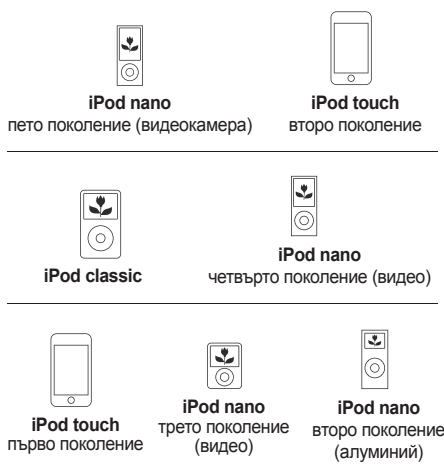 iPod nano
пето поколение (видеокамера)
iPod touch
второ поколение
iPod classic
iPod nano
четвърто поколение (видео)
iPod touch
първо поколение
iPod nano
трето поколение
(видео)
iPod nano
второ поколение
(алуминий)